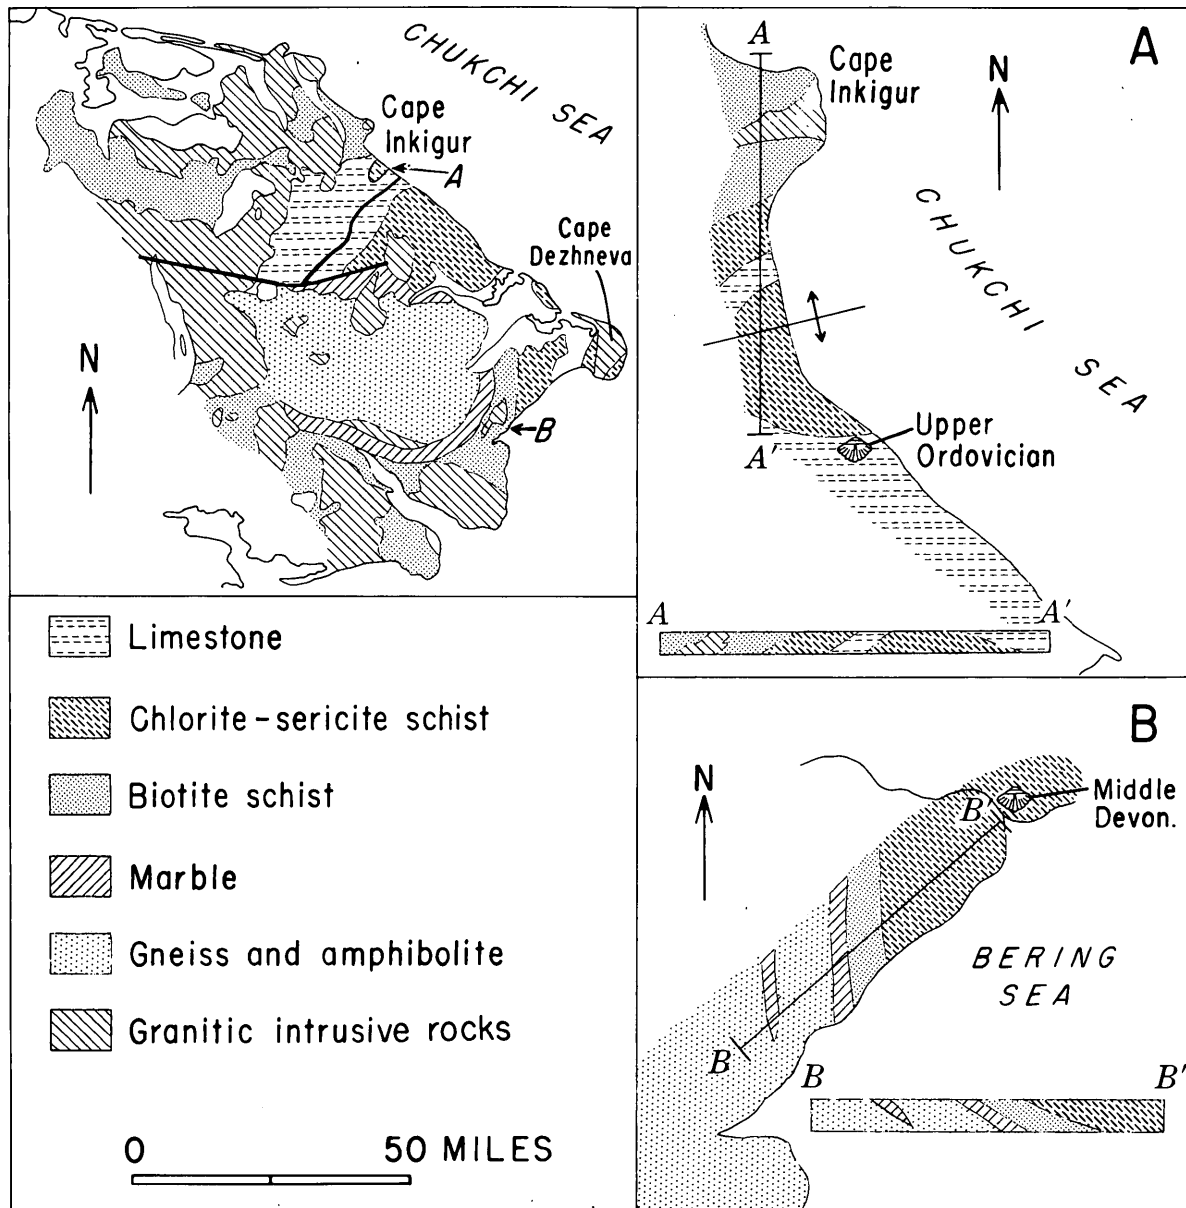 CHUKCHI SEA
Cape
Inkigur
A
Cape
Dezhneva
N
B
Limestone
Chlorite-sericite schist
Biotite schist
Marble
Gneiss and amphibolite
Granitic intrusive rocks
0 50 MILES
A
A
Cape
Inkigur
N
CHUKCHI SEA
A'
Upper
Ordovician
A A'
B
N
B'
Middle
Devon.
BERING
SEA
B
B B'